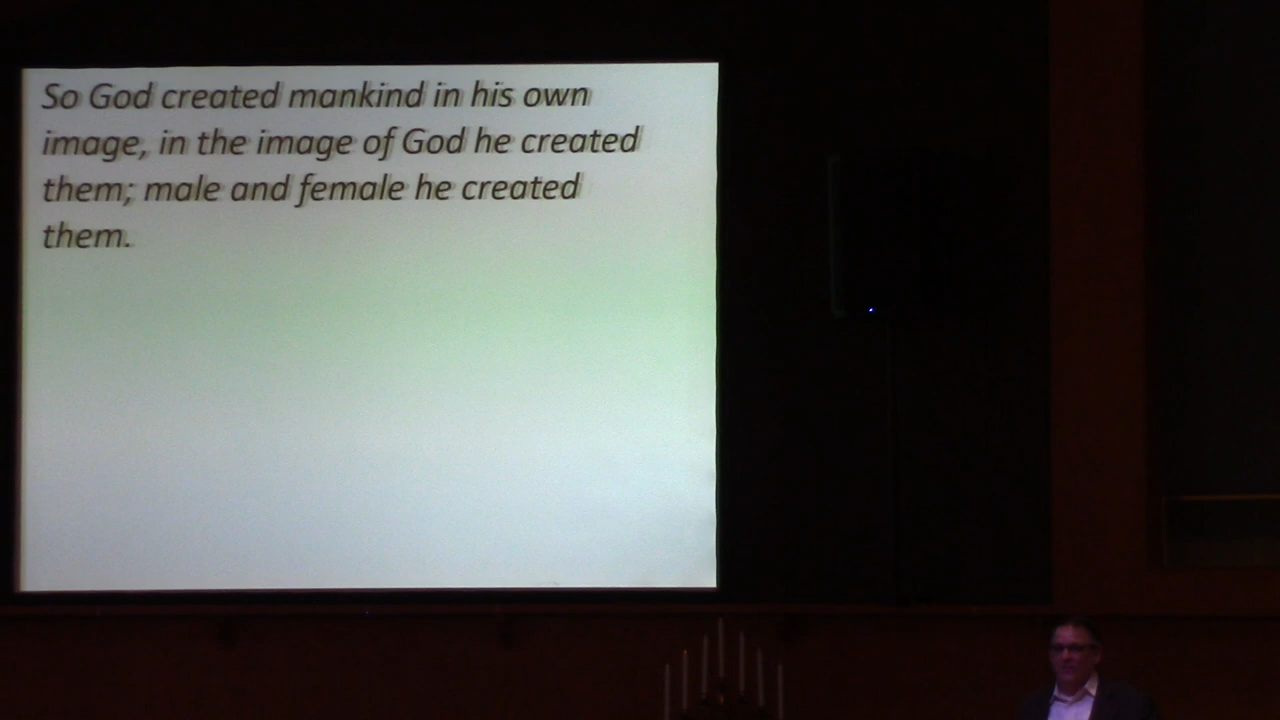 So God created mankind in his own
image, in the image of God he created
them; male and female he created
them.